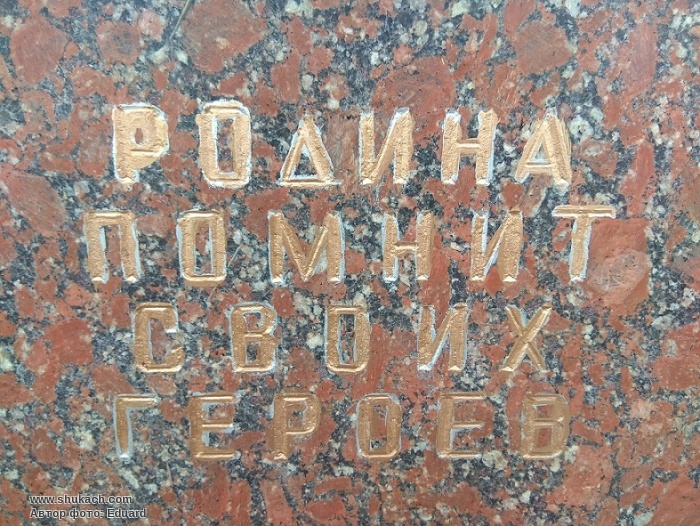 РОДИНА
ПОМНИТ
СВОИХ
ГЕРОЕВ
www.shukach.com
Автор фото: Eduard